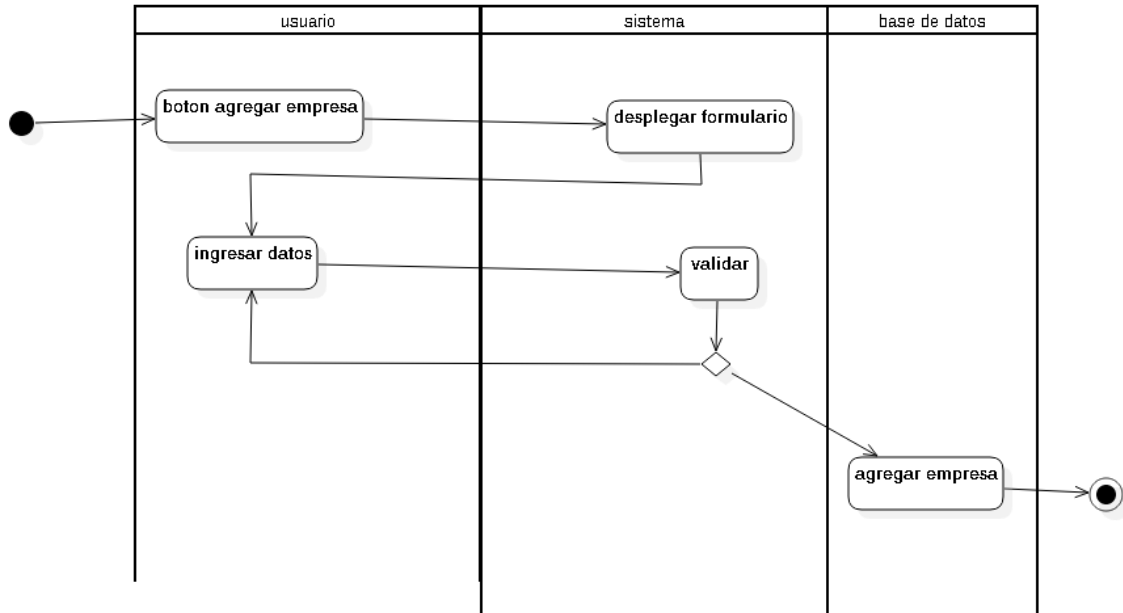 usuario
sistema
base de datos
boton agregar empresa
desplegar formulario
ingresar datos
validar
agregar empresa